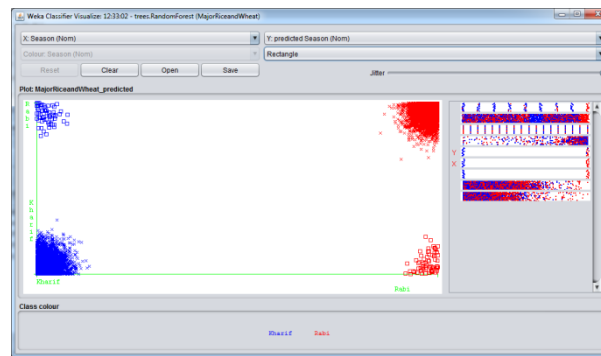 Weka Classifier Visualize: 12:33:02 - trees.RandomForest (MajorRiceandWheat)
X: Season (Nom)
Y: predicted Season (Nom)
Colour: Season (Nom)
Rectangle
Reset
Clear
Open
Save
Jitter
Plot: MajorRiceandWheat_predicted
Rabi
Y
X
Kharif
Kharif
Rabi
Class colour
Kharif Rabi